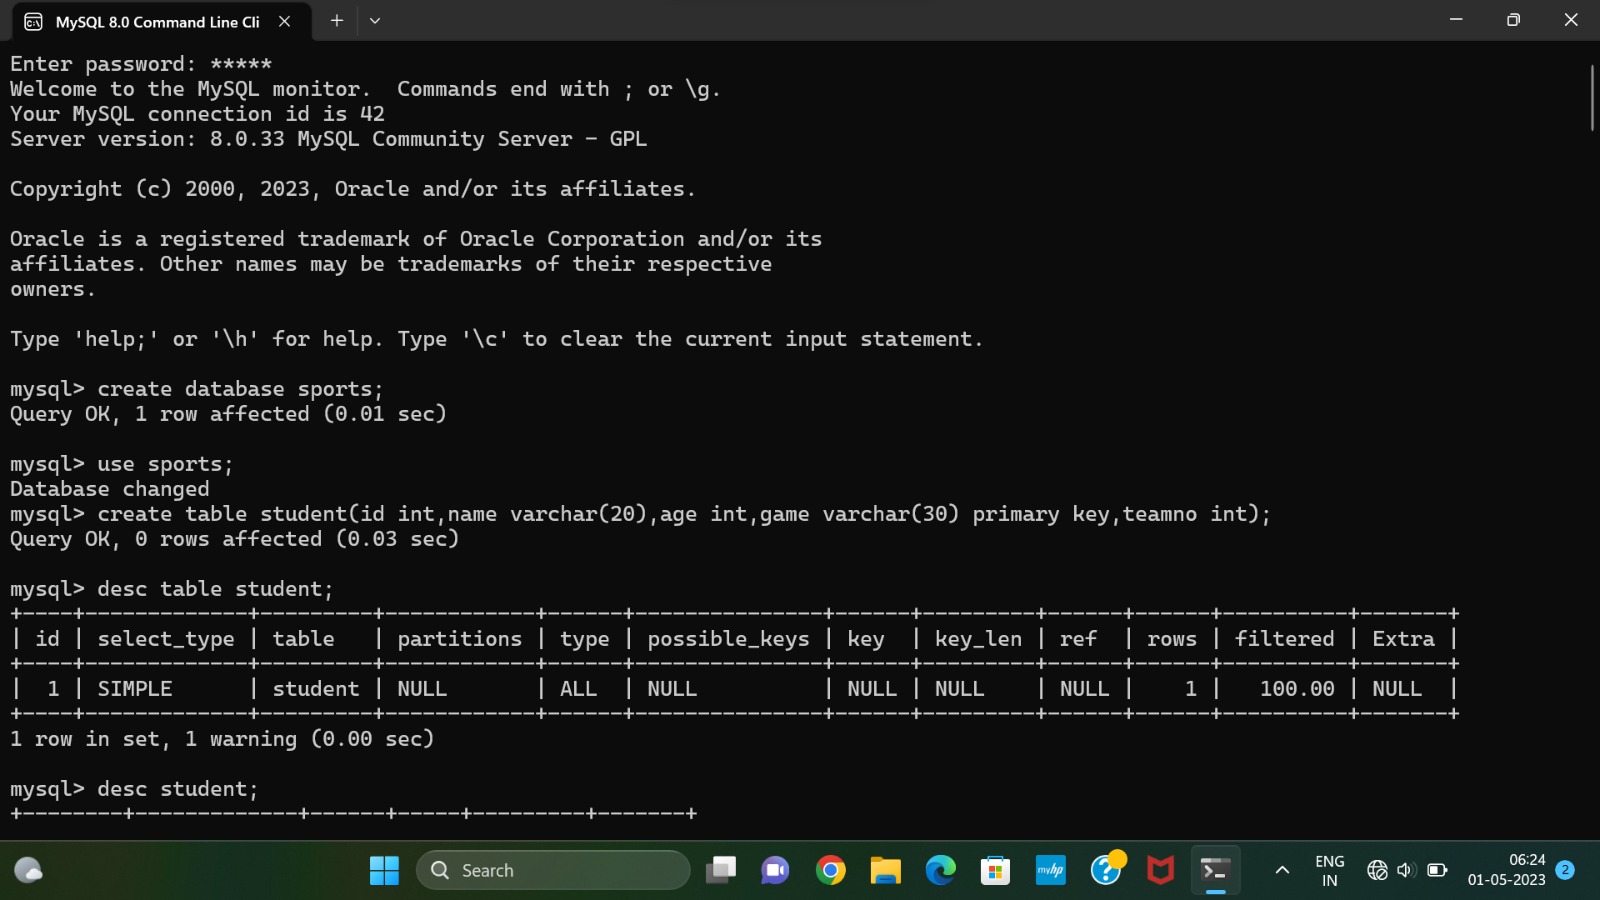 MySQL 8.0 Command Line Cli
Enter password: *****
Welcome to the MySQL monitor.  Commands end with ; or \g.
Your MySQL connection id is 42
Server version: 8.0.33 MySQL Community Server - GPL
Copyright (c) 2000, 2023, Oracle and/or its affiliates.
Oracle is a registered trademark of Oracle Corporation and/or its
affiliates. Other names may be trademarks of their respective
owners.
Type 'help;' or '\h' for help. Type '\c' to clear the current input statement.
mysql> create database sports;
Query OK, 1 row affected (0.01 sec)
mysql> use sports;
Database changed
mysql> create table student(id int,name varchar(20),age int,game varchar(30) primary key,teamno int);
Query OK, 0 rows affected (0.03 sec)
mysql> desc table student;
+----+-------------+---------+------------+------+---------------+------+---------+------+------+----------+-------+
| id | select_type | table   | partitions | type | possible_keys | key  | key_len | ref  | rows | filtered | Extra |
+----+-------------+---------+------------+------+---------------+------+---------+------+------+----------+-------+
|  1 | SIMPLE      | student | NULL       | ALL  | NULL          | NULL | NULL    | NULL |    1 |   100.00 | NULL  |
+----+-------------+---------+------------+------+---------------+------+---------+------+------+----------+-------+
1 row in set, 1 warning (0.00 sec)
mysql> desc student;
+--------+-------------+------+-----+---------+-------+
Search
myhp
ENG
IN
06:24
01-05-2023
2